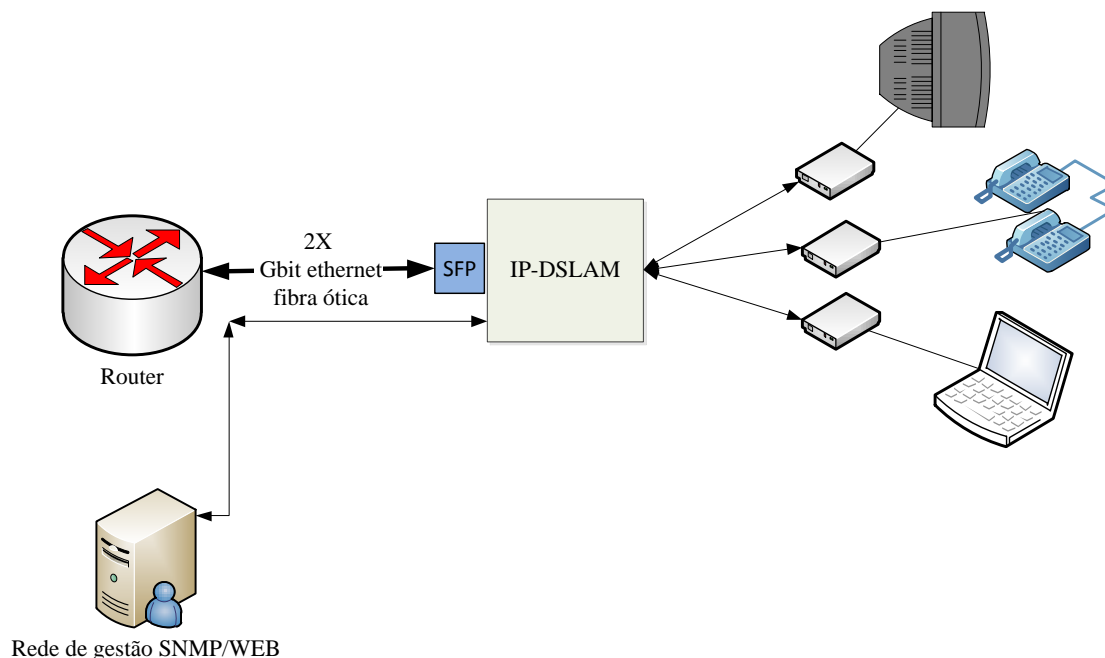 2X
Gbit ethernet
fibra ótica
SFP
IP-DSLAM
Router
Rede de gestão SNMP/WEB